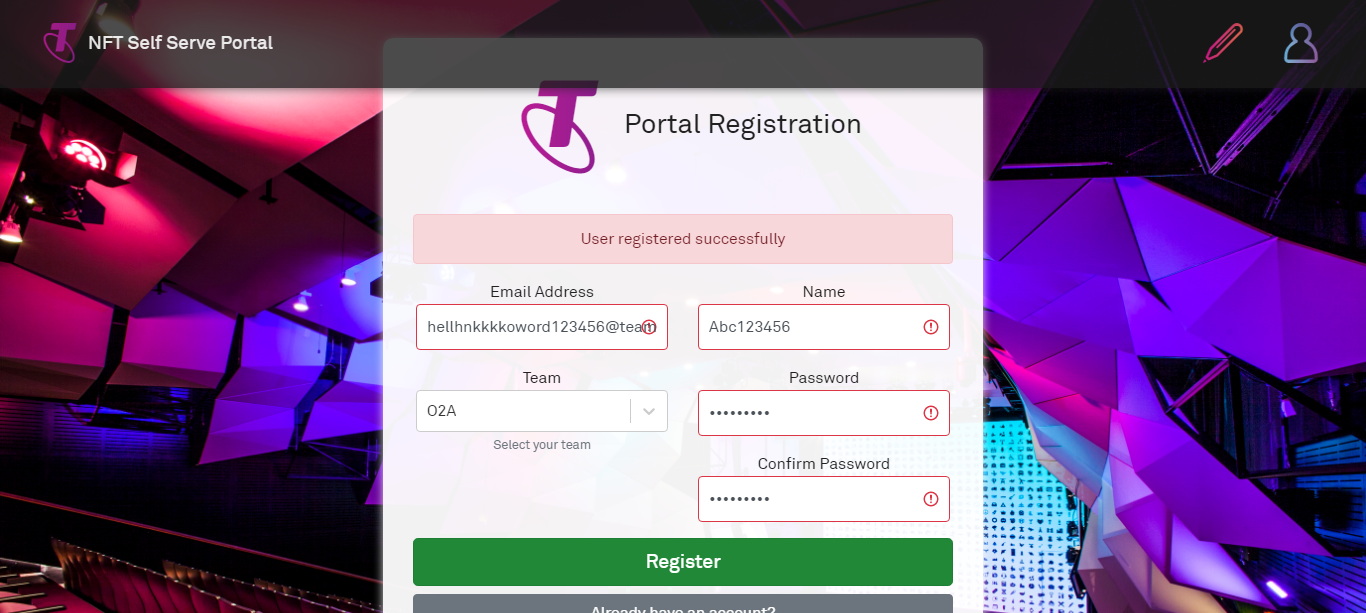 NFT Self Serve Portal
Portal Registration
User registered successfully
Email Address
Name
hellhnkkkkoword123456@team
Abc123456
Team
Password
O2A
•••••••••
Select your team
Confirm Password
•••••••••
Register
Already have an account?